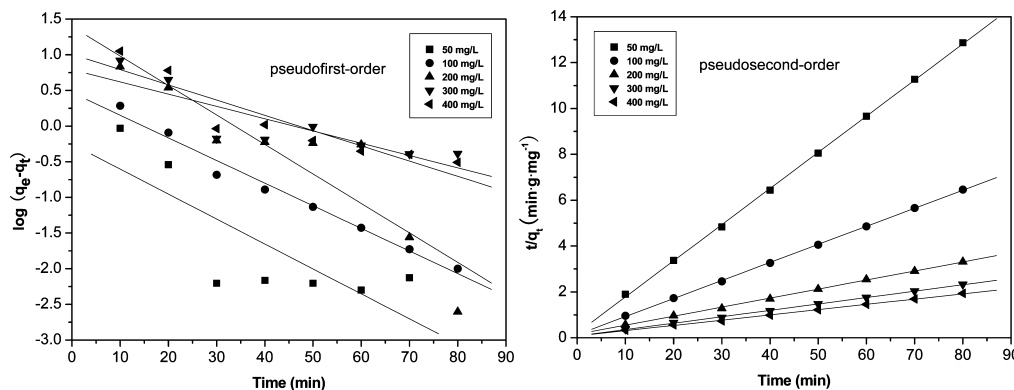 1.5
1.0
0.5
0.0
-0.5
-1.0
-1.5
-2.0
-2.5
-3.0
log (qe-qt)
pseudofirst-order
50 mg/L
100 mg/L
200 mg/L
300 mg/L
400 mg/L
0 10 20 30 40 50 60 70 80 90
Time (min)
14
12
10
8
6
4
2
0
t/qt (min·g·mg-1)
50 mg/L
100 mg/L
200 mg/L
300 mg/L
400 mg/L
pseudosecond-order
0 10 20 30 40 50 60 70 80 90
Time (min)